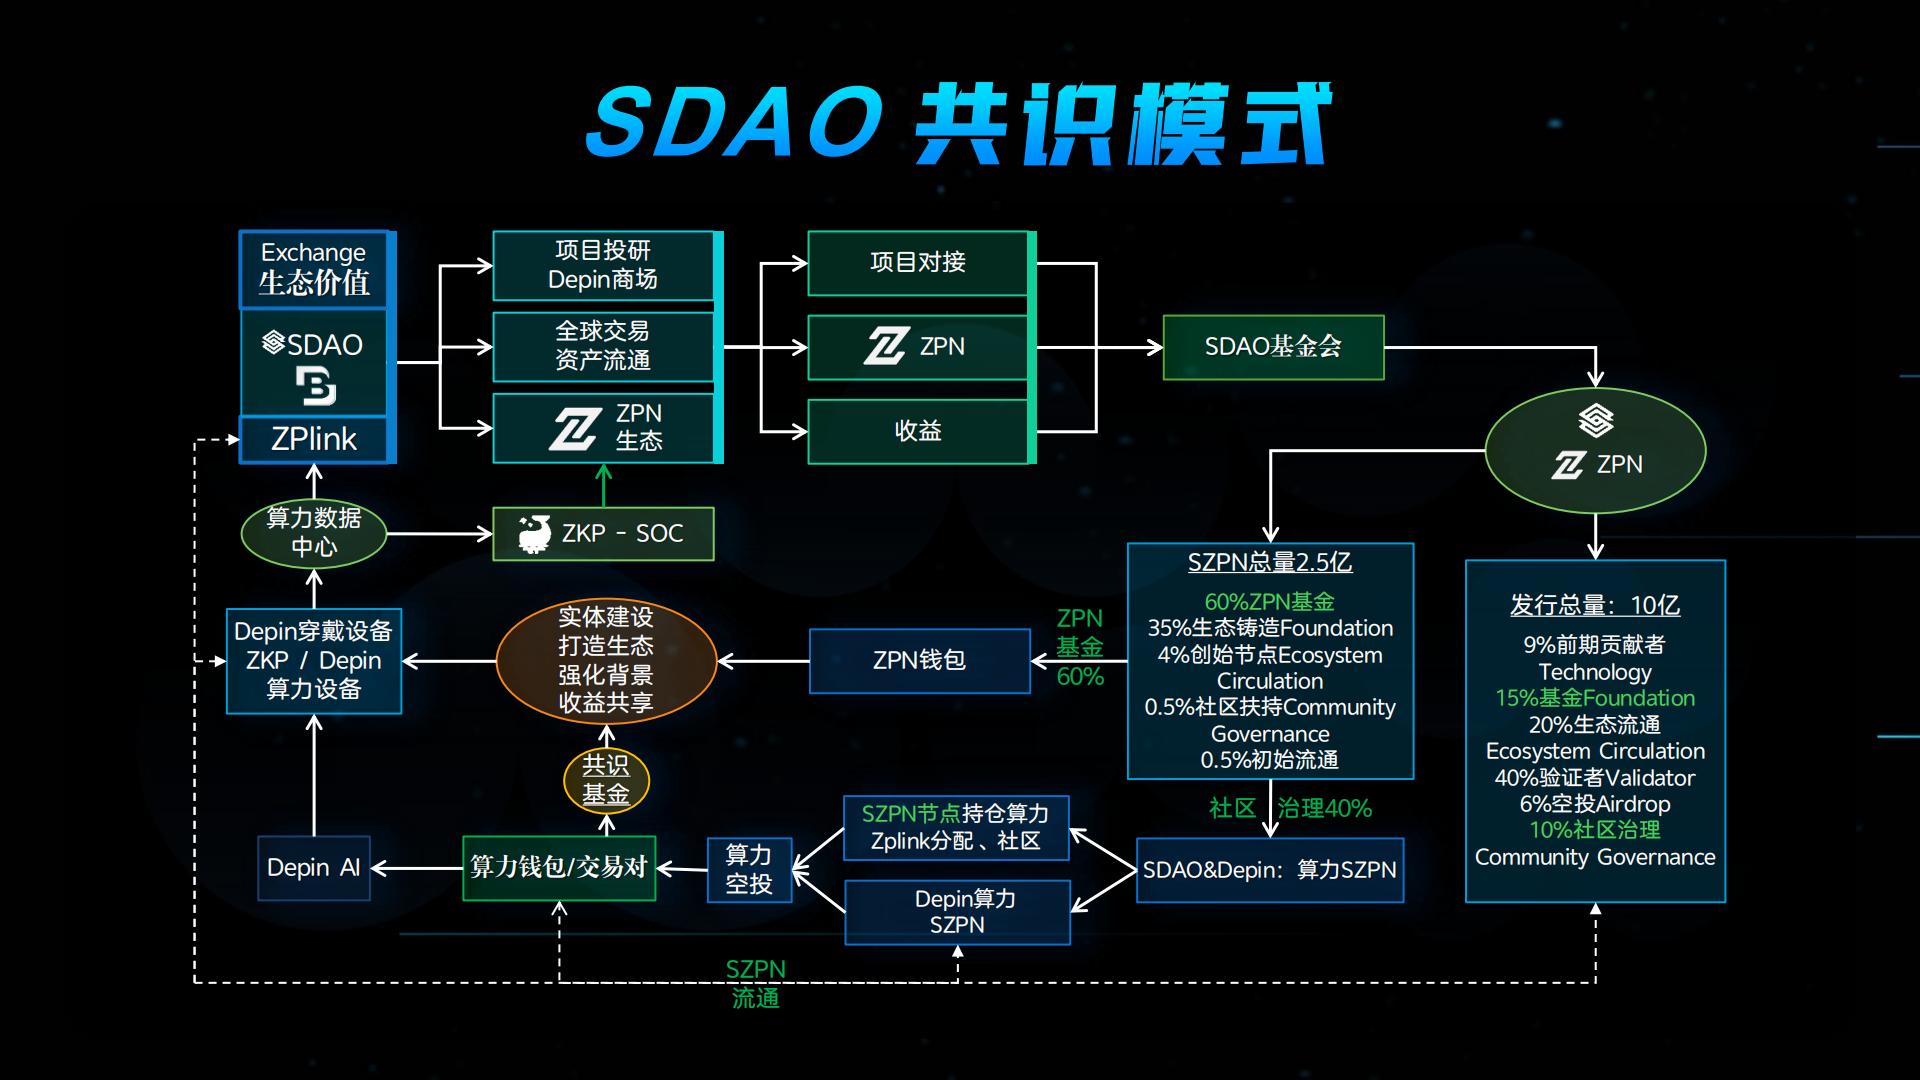 SDAO 共识模式
Exchange
生态价值
SDAO
ZPlink
项目投研
Depin商场
全球交易
资产流通
ZPN
生态
项目对接
ZPN
收益
SDAO基金会
ZPN
算力数据
中心
ZKP - SOC
Depin穿戴设备
ZKP / Depin
算力设备
实体建设
打造生态
强化背景
收益共享
ZPN钱包
ZPN
基金
60%
SZPN总量2.5亿
60%ZPN基金
35%生态铸造Foundation
4%创始节点Ecosystem
Circulation
0.5%社区扶持Community
Governance
0.5%初始流通
发行总量：10亿
9%前期贡献者
Technology
15%基金Foundation
20%生态流通
Ecosystem Circulation
40%验证者Validator
6%空投Airdrop
10%社区治理
Community Governance
共识
基金
社区 治理40%
Depin AI
算力钱包/交易对
算力
空投
SZPN节点持仓算力
Zplink分配、社区
Depin算力
SZPN
SDAO&Depin：算力SZPN
SZPN
流通